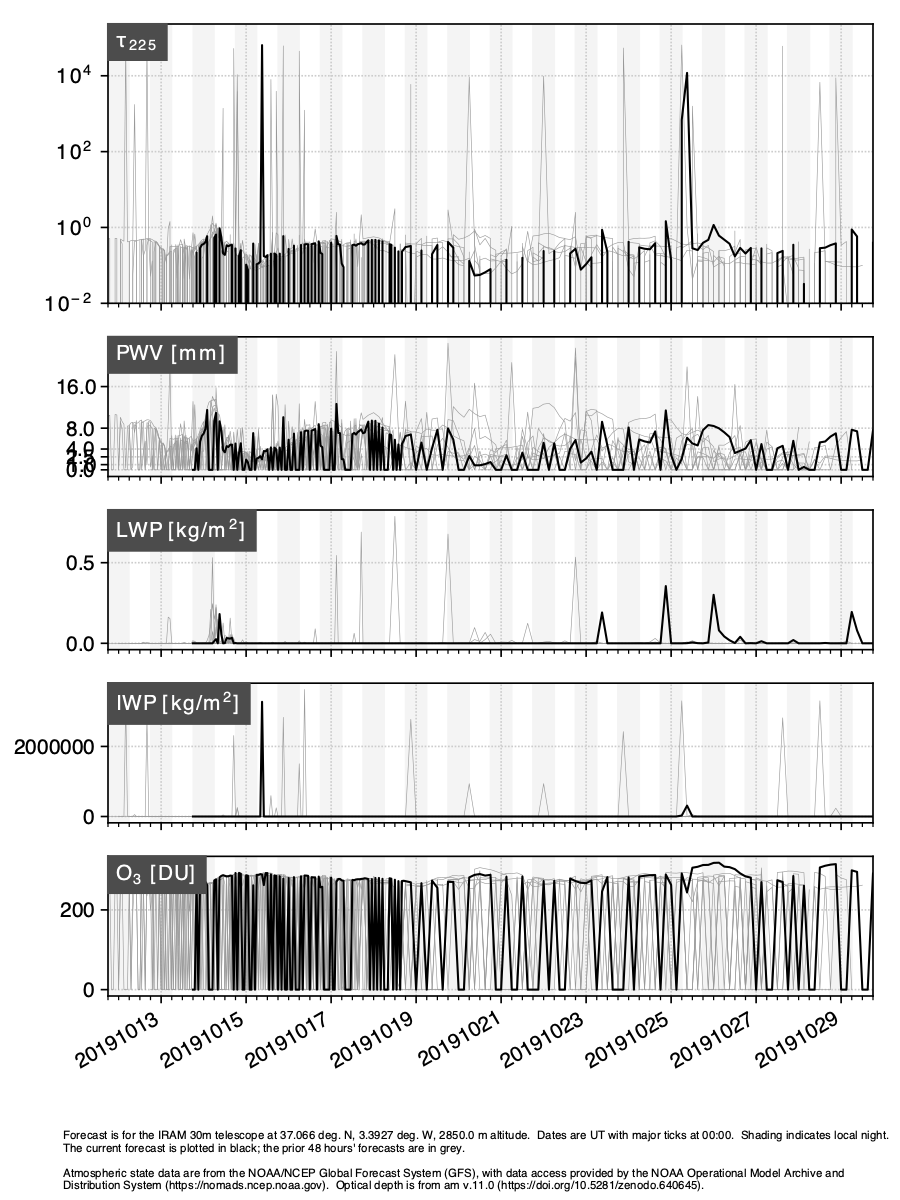 τ225
10⁴
10²
10⁰
10⁻²
PWV [mm]
16.0
8.0
4.0
2.0
1.0
0.0
LWP [kg/m²]
0.5
0.0
IWP [kg/m²]
2000000
0
O₃ [DU]
200
0
20191013 20191015 20191017 20191019 20191021 20191023 20191025 20191027 20191029
Forecast is for the IRAM 30m telescope at 37.066 deg. N, 3.3927 deg. W, 2850.0 m altitude. Dates are UT with major ticks at 00:00. Shading indicates local night.
The current forecast is plotted in black; the prior 48 hours' forecasts are in grey.
Atmospheric state data are from the NOAA/NCEP Global Forecast System (GFS), with data access provided by the NOAA Operational Model Archive and
Distribution System (https://nomads.ncep.noaa.gov). Optical depth is from am v.11.0 (https://doi.org/10.5281/zenodo.640645).